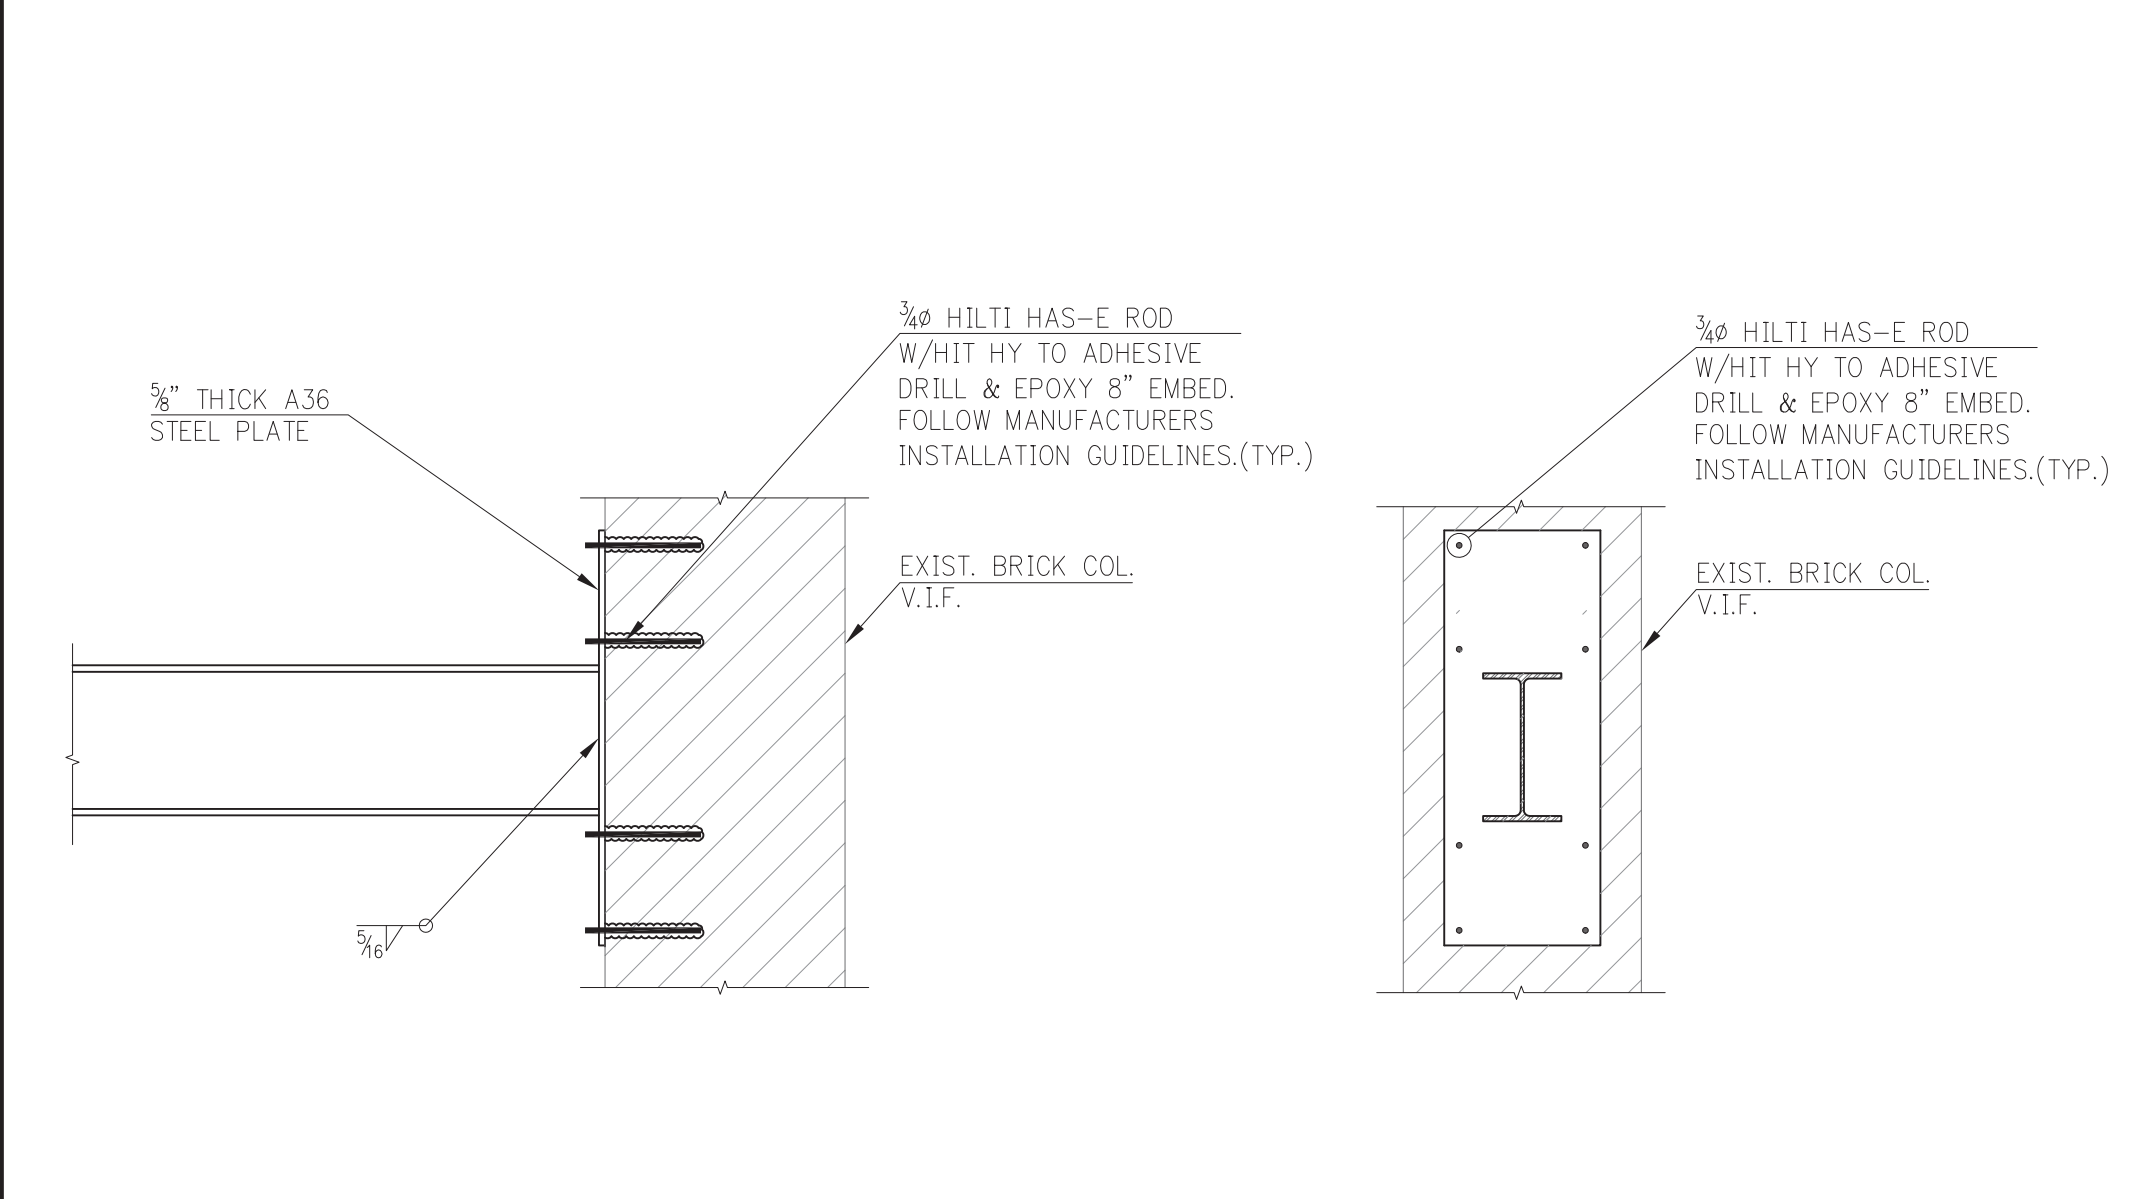 5/8” THICK A36
STEEL PLATE
3/4ø HILTI HAS-E ROD
W/HIT HY TO ADHESIVE
DRILL & EPOXY 8” EMBED.
FOLLOW MANUFACTURERS
INSTALLATION GUIDELINES.(TYP.)
EXIST. BRICK COL.
V.I.F.
5/16
3/4ø HILTI HAS-E ROD
W/HIT HY TO ADHESIVE
DRILL & EPOXY 8” EMBED.
FOLLOW MANUFACTURERS
INSTALLATION GUIDELINES.(TYP.)
EXIST. BRICK COL.
V.I.F.